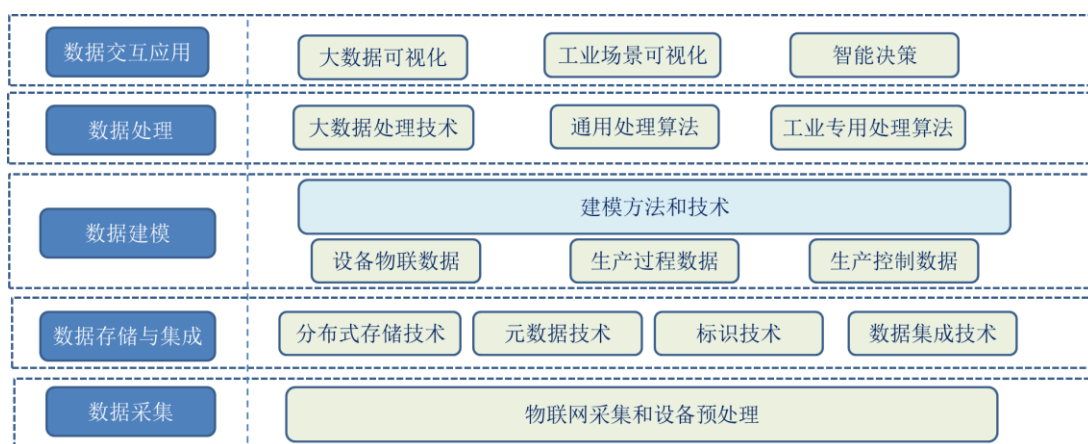 数据交互应用
大数据可视化
工业场景可视化
智能决策
数据处理
大数据处理技术
通用处理算法
工业专用处理算法
数据建模
建模方法和技术
设备物联数据
生产过程数据
生产控制数据
数据存储与集成
分布式存储技术
元数据技术
标识技术
数据集成技术
数据采集
物联网采集和设备预处理